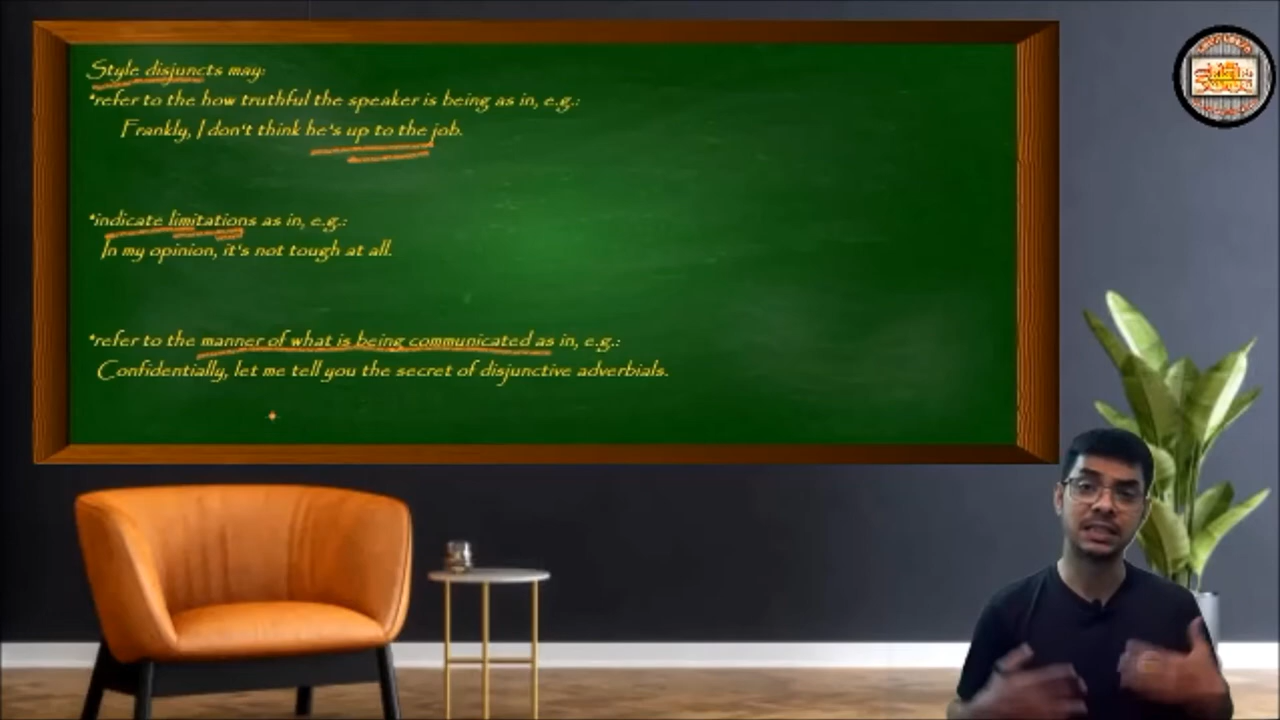 Style disjuncts may:
*refer to the how truthful the speaker is being as in, e.g.:
Frankly, I don't think he's up to the job.
*indicate limitations as in, e.g.:
In my opinion, it's not tough at all.
*refer to the manner of what is being communicated as in, e.g.:
Confidentially, let me tell you the secret of disjunctive adverbials.